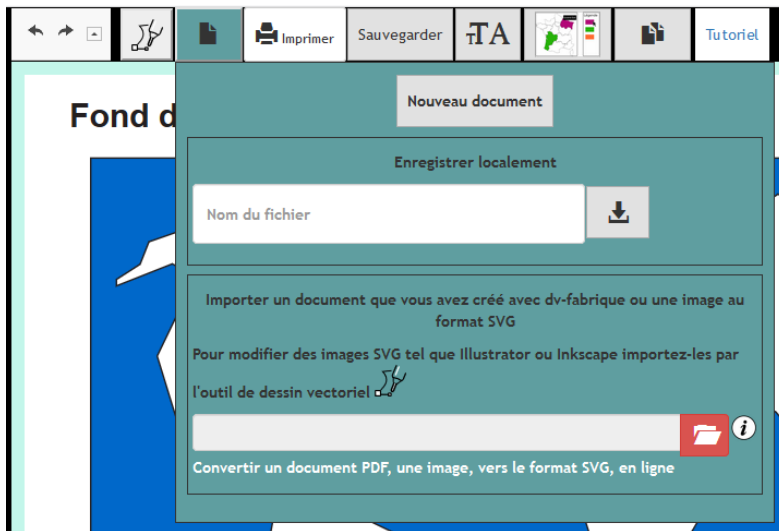 Imprimer
Sauvegarder
TTA
Tutoriel
Fond d
Nouveau document
Enregistrer localement
Nom du fichier
Importer un document que vous avez créé avec dv-fabrique ou une image au
format SVG
Pour modifier des images SVG tel que Illustrator ou Inkscape importez-les par
l'outil de dessin vectoriel
i
Convertir un document PDF, une image, vers le format SVG, en ligne